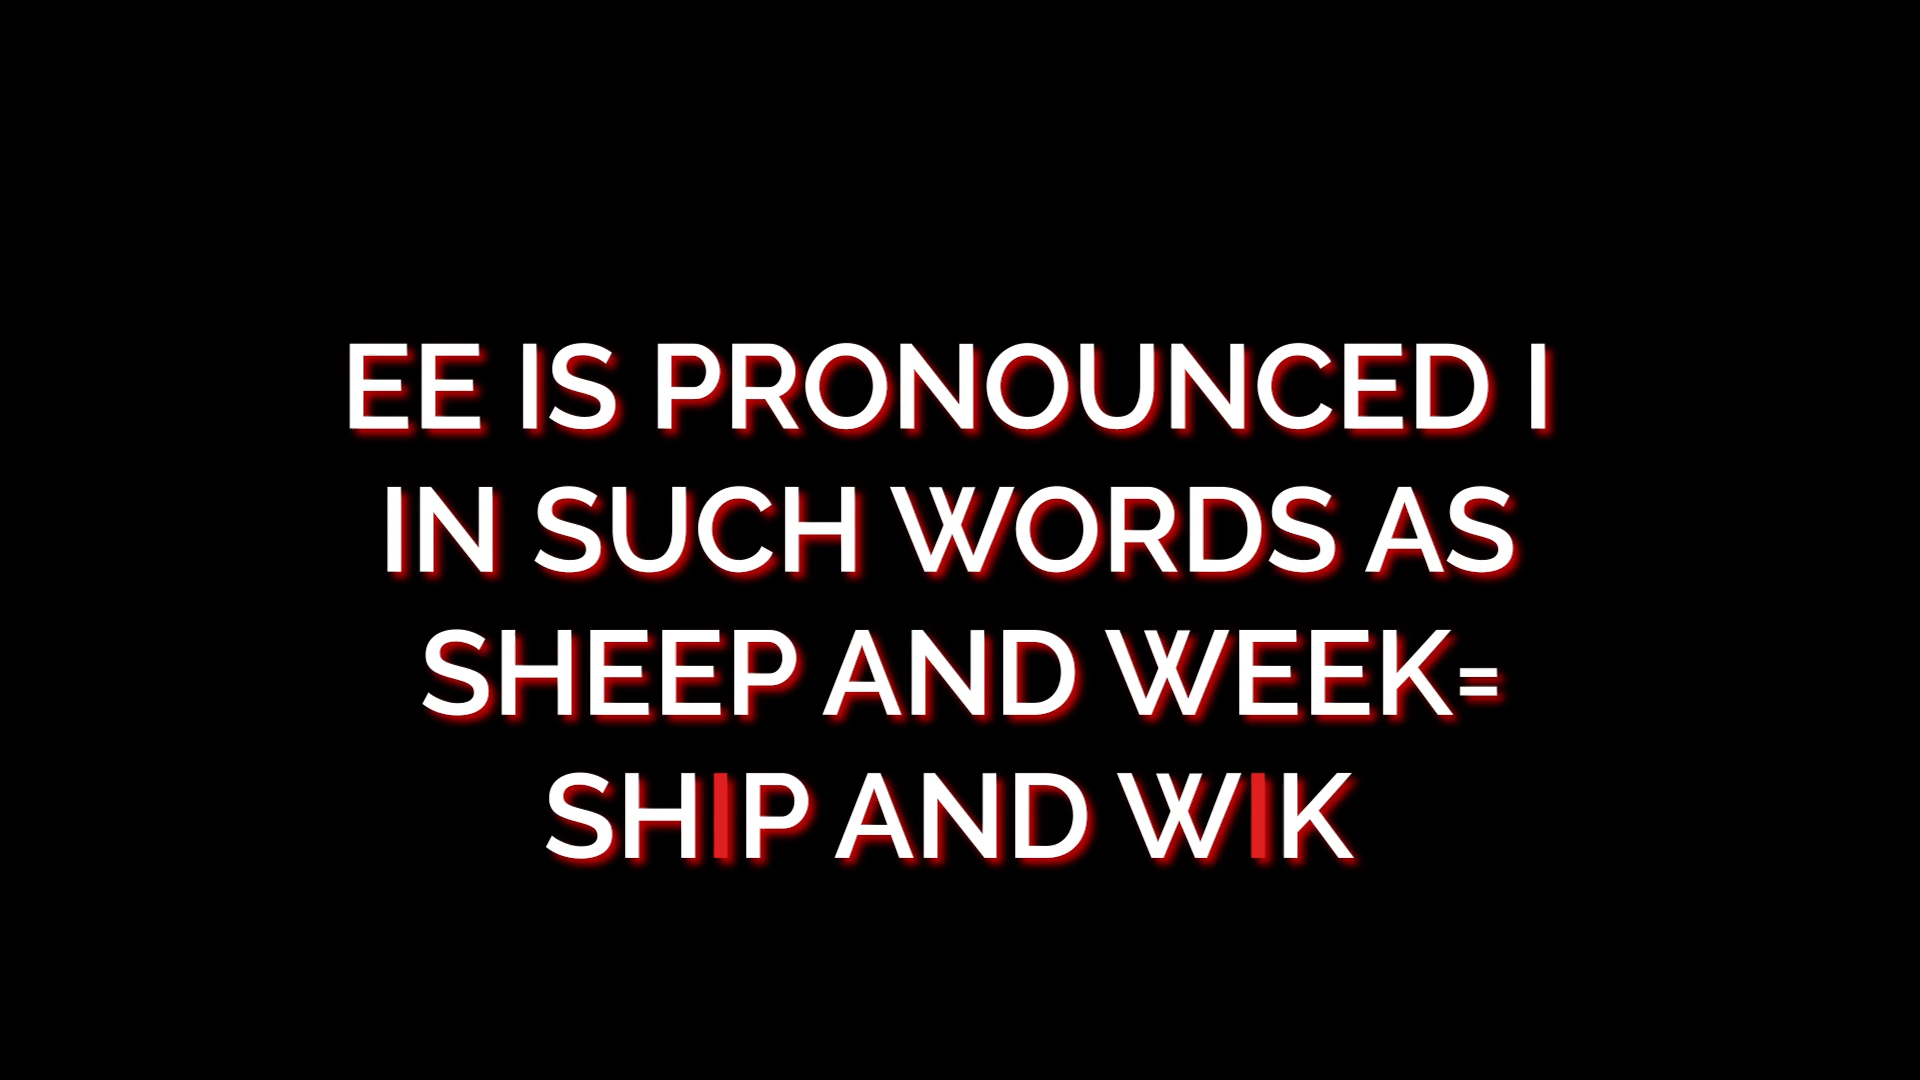 EE IS PRONOUNCED I
IN SUCH WORDS AS
SHEEP AND WEEK=
SHIP AND WIK